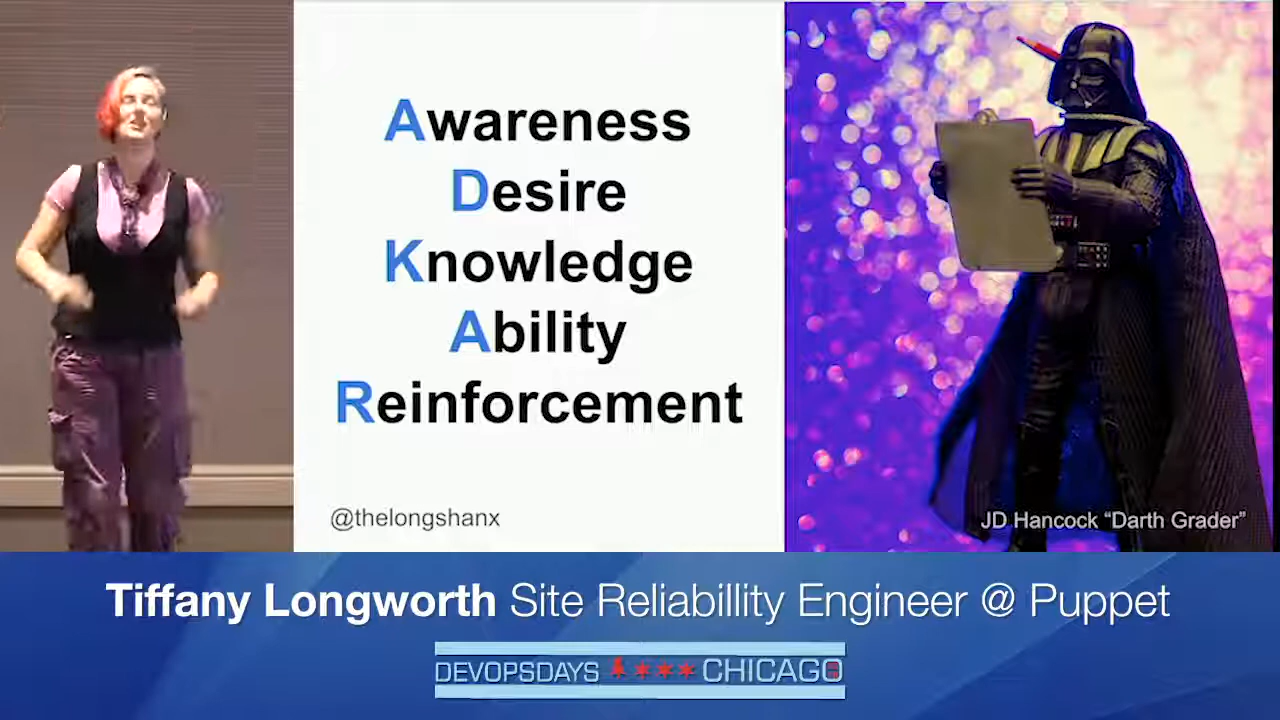 Awareness
Desire
Knowledge
Ability
Reinforcement
@thelongshanx
JD Hancock “Darth Grader”
Tiffany Longworth Site Reliabillity Engineer @ Puppet
DEVOPSDAYS CHICAGO